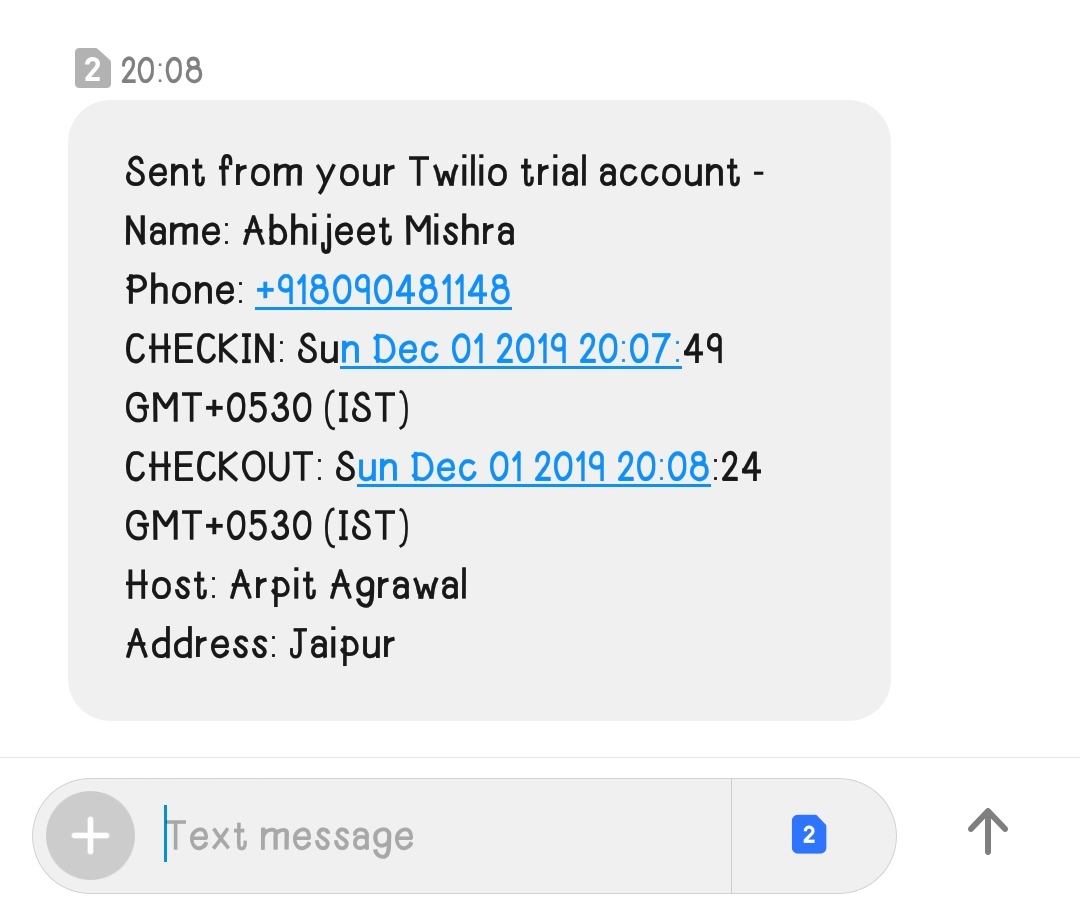 2 20:08
Sent from your Twilio trial account -
Name: Abhijeet Mishra
Phone: +918090481148
CHECKIN: Sun Dec 01 2019 20:07:49
GMT+0530 (IST)
CHECKOUT: Sun Dec 01 2019 20:08:24
GMT+0530 (IST)
Host: Arpit Agrawal
Address: Jaipur
Text message 2